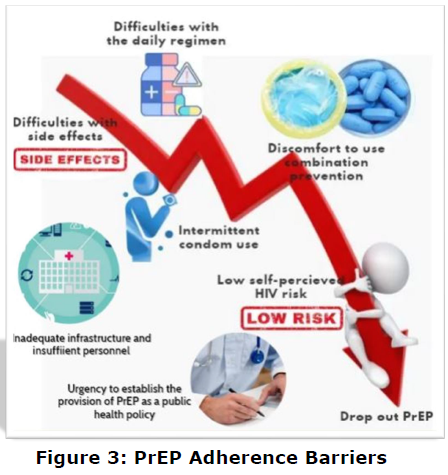 Difficulties with
the daily regimen
Difficulties with
side effects
SIDE EFFECTS
Discomfort to use
combination
prevention
Intermittent
condom use
Low self-percieved
HIV risk
LOW RISK
Inadequate infrastructure and
insuffiient personnel
Urgency to establish the
provision of PrEP as a public
health policy
Drop out PrEP
Figure 3: PrEP Adherence Barriers